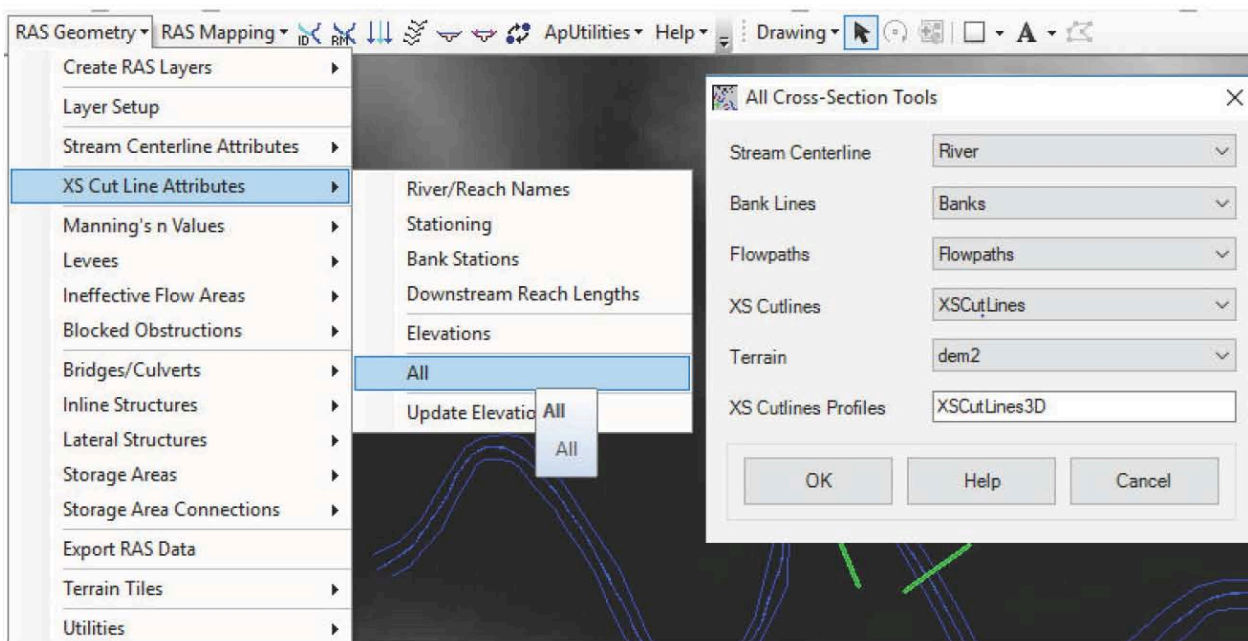 RAS Geometry RAS Mapping ID RM ApUtilities Help Drawing A
Create RAS Layers
Layer Setup
Stream Centerline Attributes
XS Cut Line Attributes
Manning's n Values
Levees
Ineffective Flow Areas
Blocked Obstructions
Bridges/Culverts
Inline Structures
Lateral Structures
Storage Areas
Storage Area Connections
Export RAS Data
Terrain Tiles
Utilities
River/Reach Names
Stationing
Bank Stations
Downstream Reach Lengths
Elevations
All
Update Elevatio
All
All
All Cross-Section Tools
Stream Centerline River
Bank Lines Banks
Flowpaths Flowpaths
XS Cutlines XSCutLines
Terrain dem2
XS Cutlines Profiles XSCutLines3D
OK Help Cancel